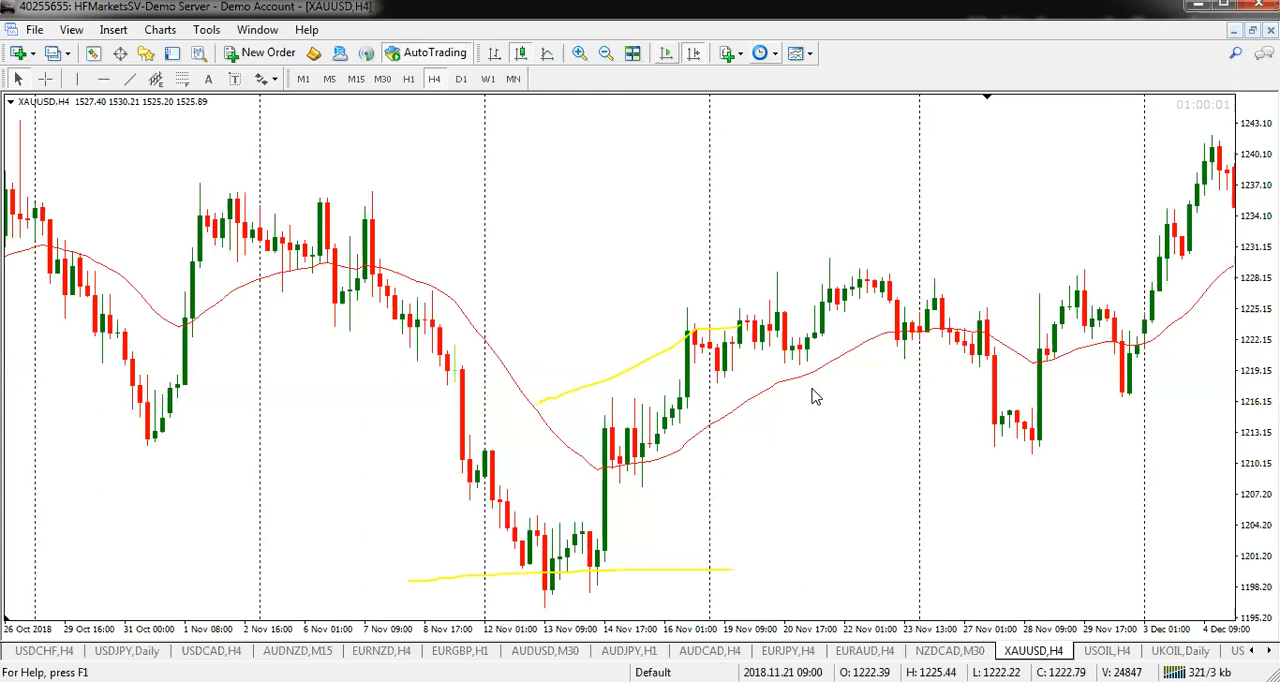 40255655: HFMarketsSV-Demo Server - Demo Account - [XAUUSD,H4]
File View Insert Charts Tools Window Help
New Order AutoTrading
A T M1 M5 M15 M30 H1 H4 D1 W1 MN
XAUUSD,H4 1527.40 1530.21 1525.20 1525.89
01:00:01
1243.10
1240.10
1237.10
1234.10
1231.15
1228.15
1225.15
1222.15
1219.15
1216.15
1213.15
1210.15
1207.20
1204.20
1201.20
1198.20
1195.20
26 Oct 2018 29 Oct 16:00 31 Oct 00:00 1 Nov 08:00 2 Nov 16:00 6 Nov 01:00 7 Nov 09:00 8 Nov 17:00 12 Nov 01:00 13 Nov 09:00 14 Nov 17:00 16 Nov 01:00 19 Nov 09:00 20 Nov 17:00 22 Nov 01:00 23 Nov 13:00 27 Nov 01:00 28 Nov 09:00 29 Nov 17:00 3 Dec 01:00 4 Dec 09:00
USDCHF,H4 USDJPY,Daily USDCAD,H4 AUDNZD,M15 EURNZD,H4 EURGBP,H1 AUDUSD,M30 AUDJPY,H1 AUDCAD,H4 EURJPY,H4 EURAUD,H4 NZDCAD,M30 XAUUSD,H4 USOIL,H4 UKOIL,Daily US
For Help, press F1 Default 2018.11.21 09:00 O: 1222.39 H: 1225.44 L: 1222.22 C: 1222.79 V: 24847 321/3 kb